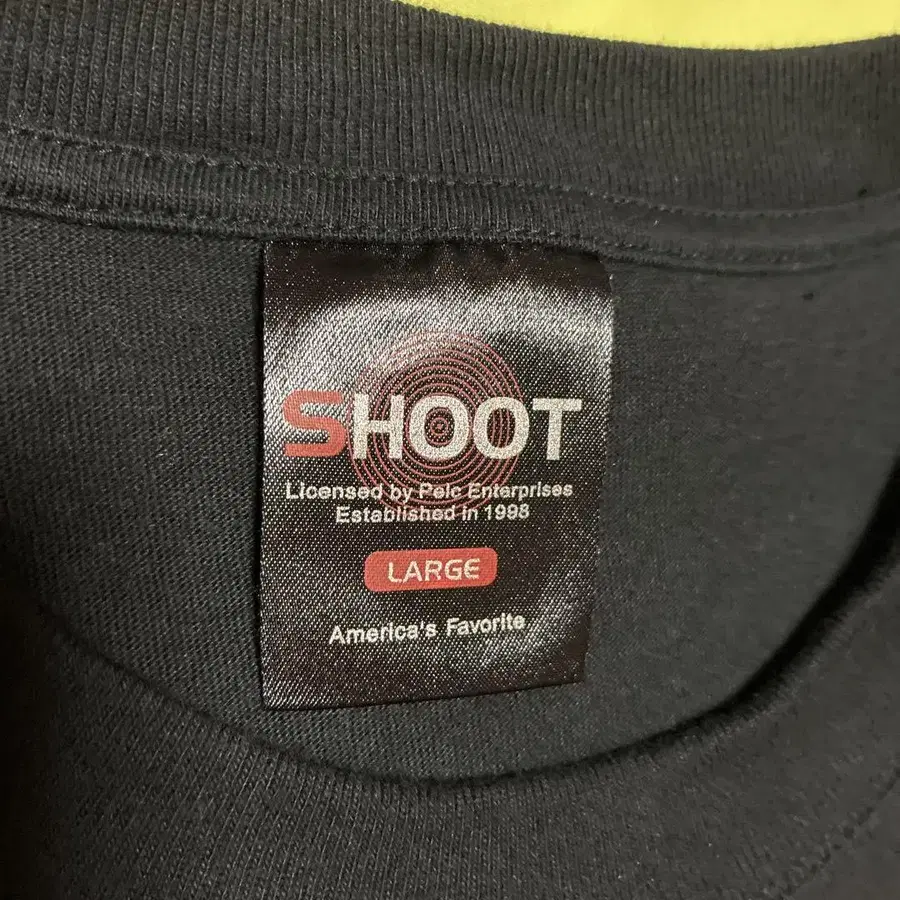 SHOOT
Licensed by Pelc Enterprises
Established in 1998
LARGE
America's Favorite